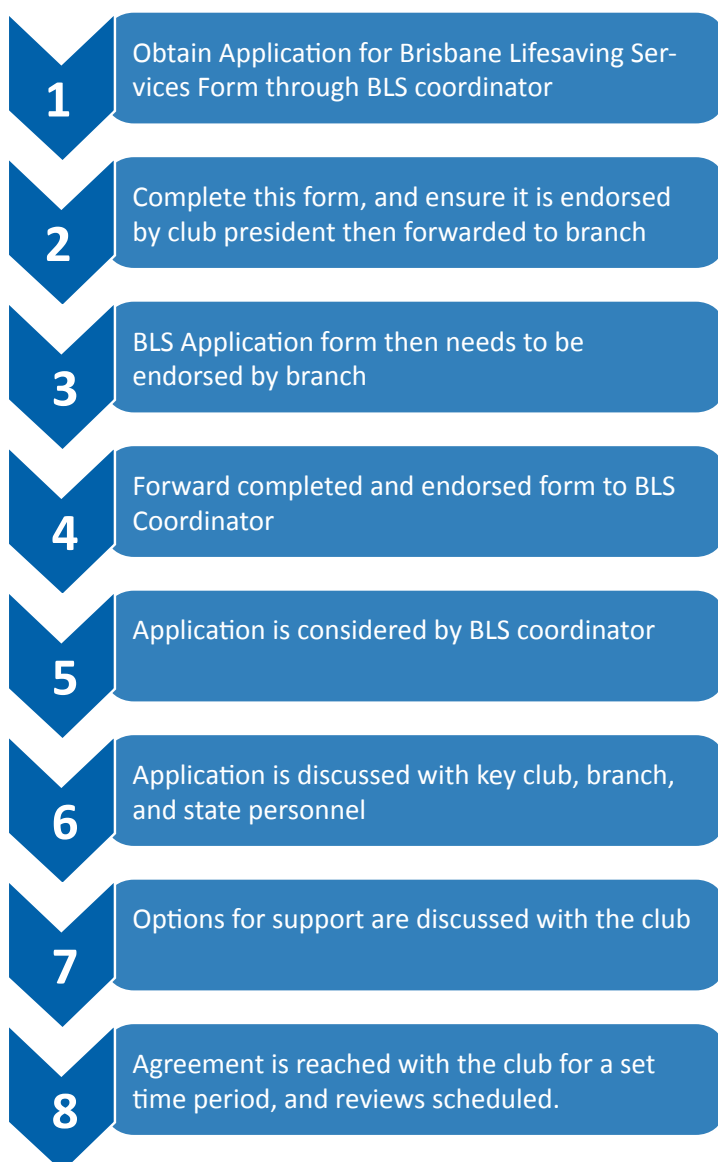 1
Obtain Application for Brisbane Lifesaving Ser-
vices Form through BLS coordinator
2
Complete this form, and ensure it is endorsed
by club president then forwarded to branch
3
BLS Application form then needs to be
endorsed by branch
4
Forward completed and endorsed form to BLS
Coordinator
5
Application is considered by BLS coordinator
6
Application is discussed with key club, branch,
and state personnel
7
Options for support are discussed with the club
8
Agreement is reached with the club for a set
time period, and reviews scheduled.